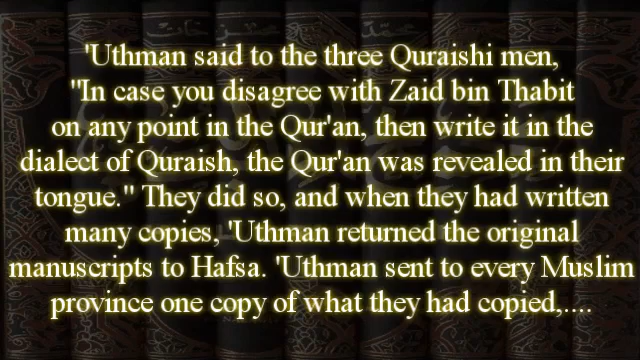 'Uthman said to the three Quraishi men,
"In case you disagree with Zaid bin Thabit
on any point in the Qur'an, then write it in the
dialect of Quraish, the Qur'an was revealed in their
tongue." They did so, and when they had written
many copies, 'Uthman returned the original
manuscripts to Hafsa. 'Uthman sent to every Muslim
province one copy of what they had copied,....